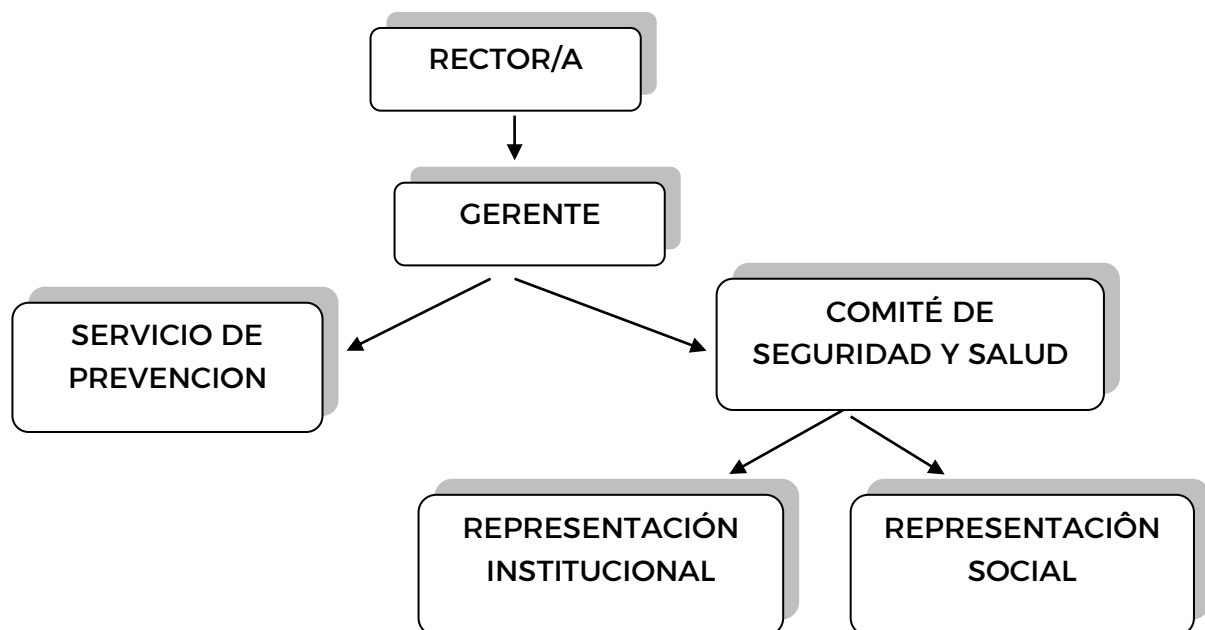 RECTOR/A
GERENTE
SERVICIO DE
PREVENCION
COMITÉ DE
SEGURIDAD Y SALUD
REPRESENTACIÓN
INSTITUCIONAL
REPRESENTACIÔN
SOCIAL